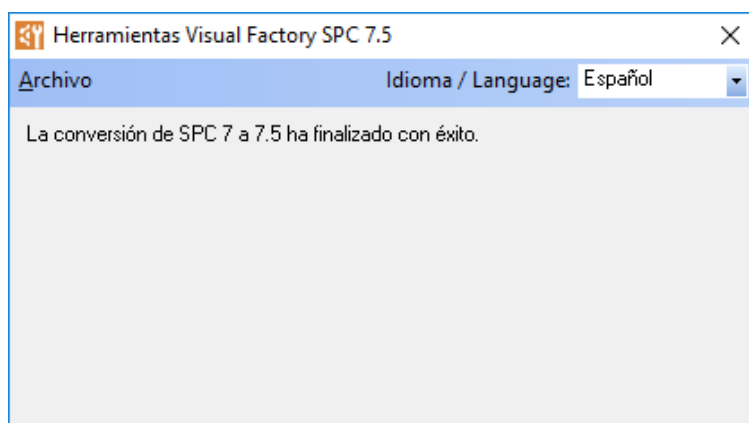 Herramientas Visual Factory SPC 7.5
Archivo Idioma / Language: Español
La conversión de SPC 7 a 7.5 ha finalizado con éxito.